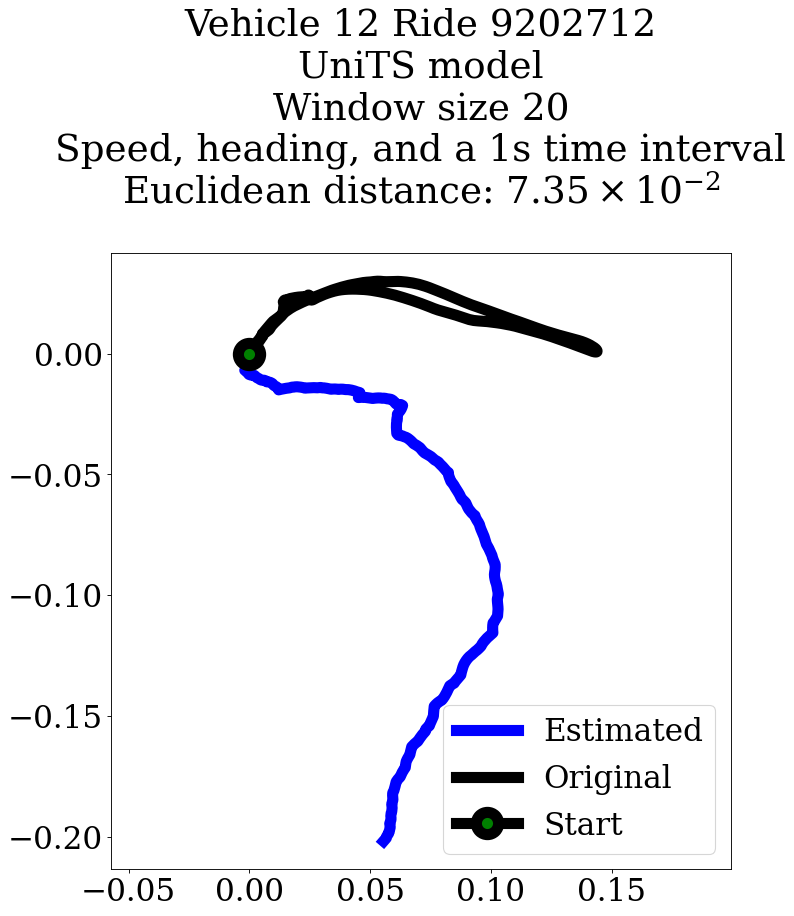 Vehicle 12 Ride 9202712
UniTS model
Window size 20
Speed, heading, and a 1s time interval
Euclidean distance: 7.35 × 10⁻²
0.00
−0.05
−0.10
−0.15
−0.20
Estimated
Original
Start
−0.05 0.00 0.05 0.10 0.15